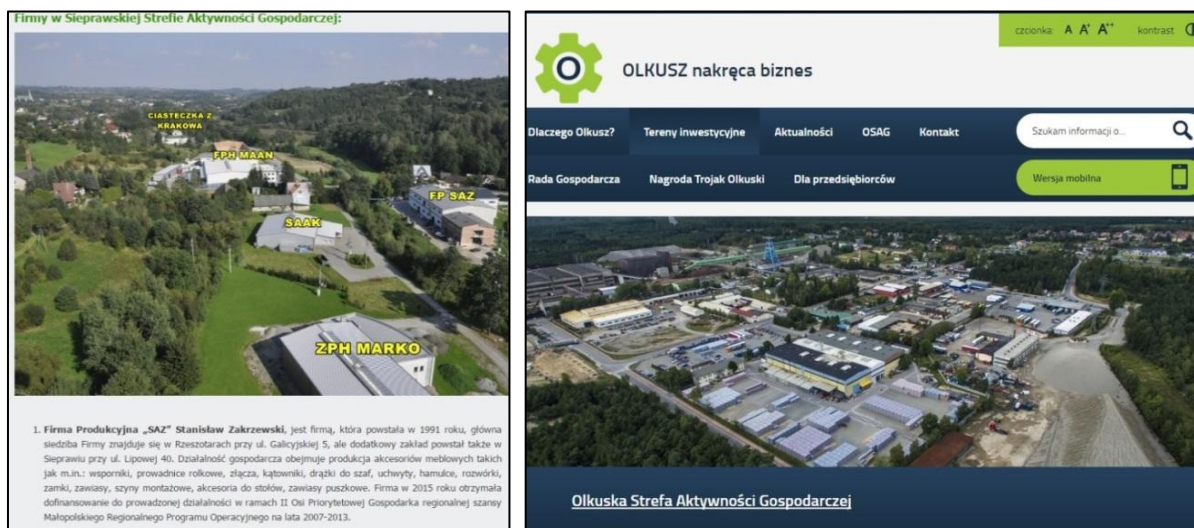 Firmy w Sieprawskiej Strefie Aktywności Gospodarczej:
CIASTECZKA Z
KRAKOWA
FPH MAAN
FP SAZ
SAAK
ZPH MARKO
1. Firma Produkcyjna „SAZ” Stanisław Zakrzewski, jest firmą, która powstała w 1991 roku, główna
siedziba Firmy znajduje się w Rzeszotarach przy ul. Galicyjskiej 5, ale dodatkowy zakład powstał także w
Sieprawiu przy ul. Lipowej 40. Działalność gospodarcza obejmuje produkcja akcesoriów meblowych takich
jak m.in.: wsporniki, prowadnice rolkowe, złącza, kątowniki, drążki do szaf, uchwyty, hamulce, rozwórki,
zamki, zawiasy, szyny montażowe, akcesoria do stołów, zawiasy puszkowe. Firma w 2015 roku otrzymała
dofinansowanie do prowadzonej działalności w ramach II Osi Priorytetowej Gospodarka regionalnej szansy
Małopolskiego Regionalnego Programu Operacyjnego na lata 2007-2013.
czcionka A A+ A++ kontrast
O OLKUSZ nakręca biznes
Dlaczego Olkusz? Tereny inwestycyjne Aktualności OSAG Kontakt Szukam informacji o...
Rada Gospodarcza Nagroda Trojak Olkuski Dla przedsiębiorców Wersja mobilna
Olkuska Strefa Aktywności Gospodarczej